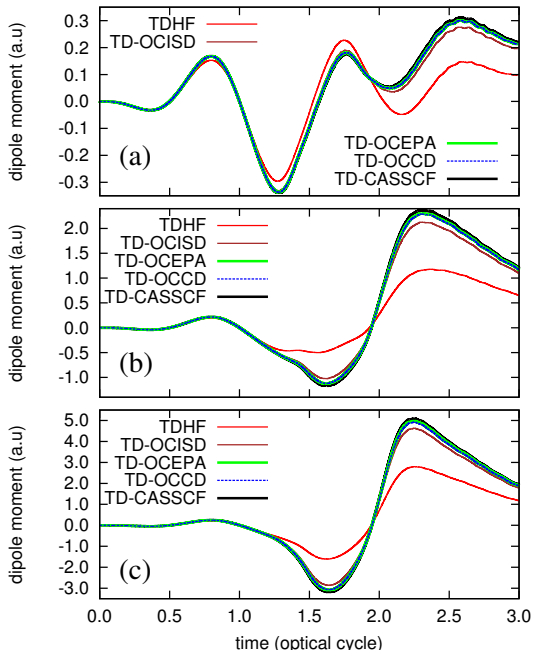 dipole moment (a.u)
0.3
0.2
0.1
0.0
0.1
0.2
0.3
TDHF
TD-OCISD
(a)
TD-OCEPA
TD-OCCD
TD-CASSCF
dipole moment (a.u)
2.0
1.5
1.0
0.5
0.0
-0.5
-1.0
TDHF
TD-OCISD
TD-OCEPA
TD-OCCD
TD-CASSCF
(b)
dipole moment (a.u)
5.0
4.0
3.0
2.0
1.0
0.0
-1.0
-2.0
-3.0
TDHF
TD-OCISD
TD-OCEPA
TD-OCCD
TD-CASSCF
(c)
0.0 0.5 1.0 1.5 2.0 2.5 3.0
time (optical cycle)